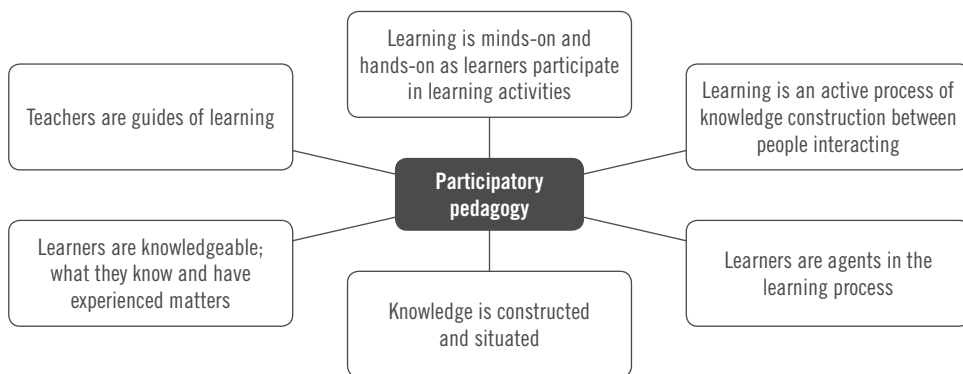 Learning is minds-on and
hands-on as learners participate
in learning activities
Teachers are guides of learning
Learning is an active process of
knowledge construction between
people interacting
Participatory
pedagogy
Learners are knowledgeable;
what they know and have
experienced matters
Knowledge is constructed
and situated
Learners are agents in the
learning process